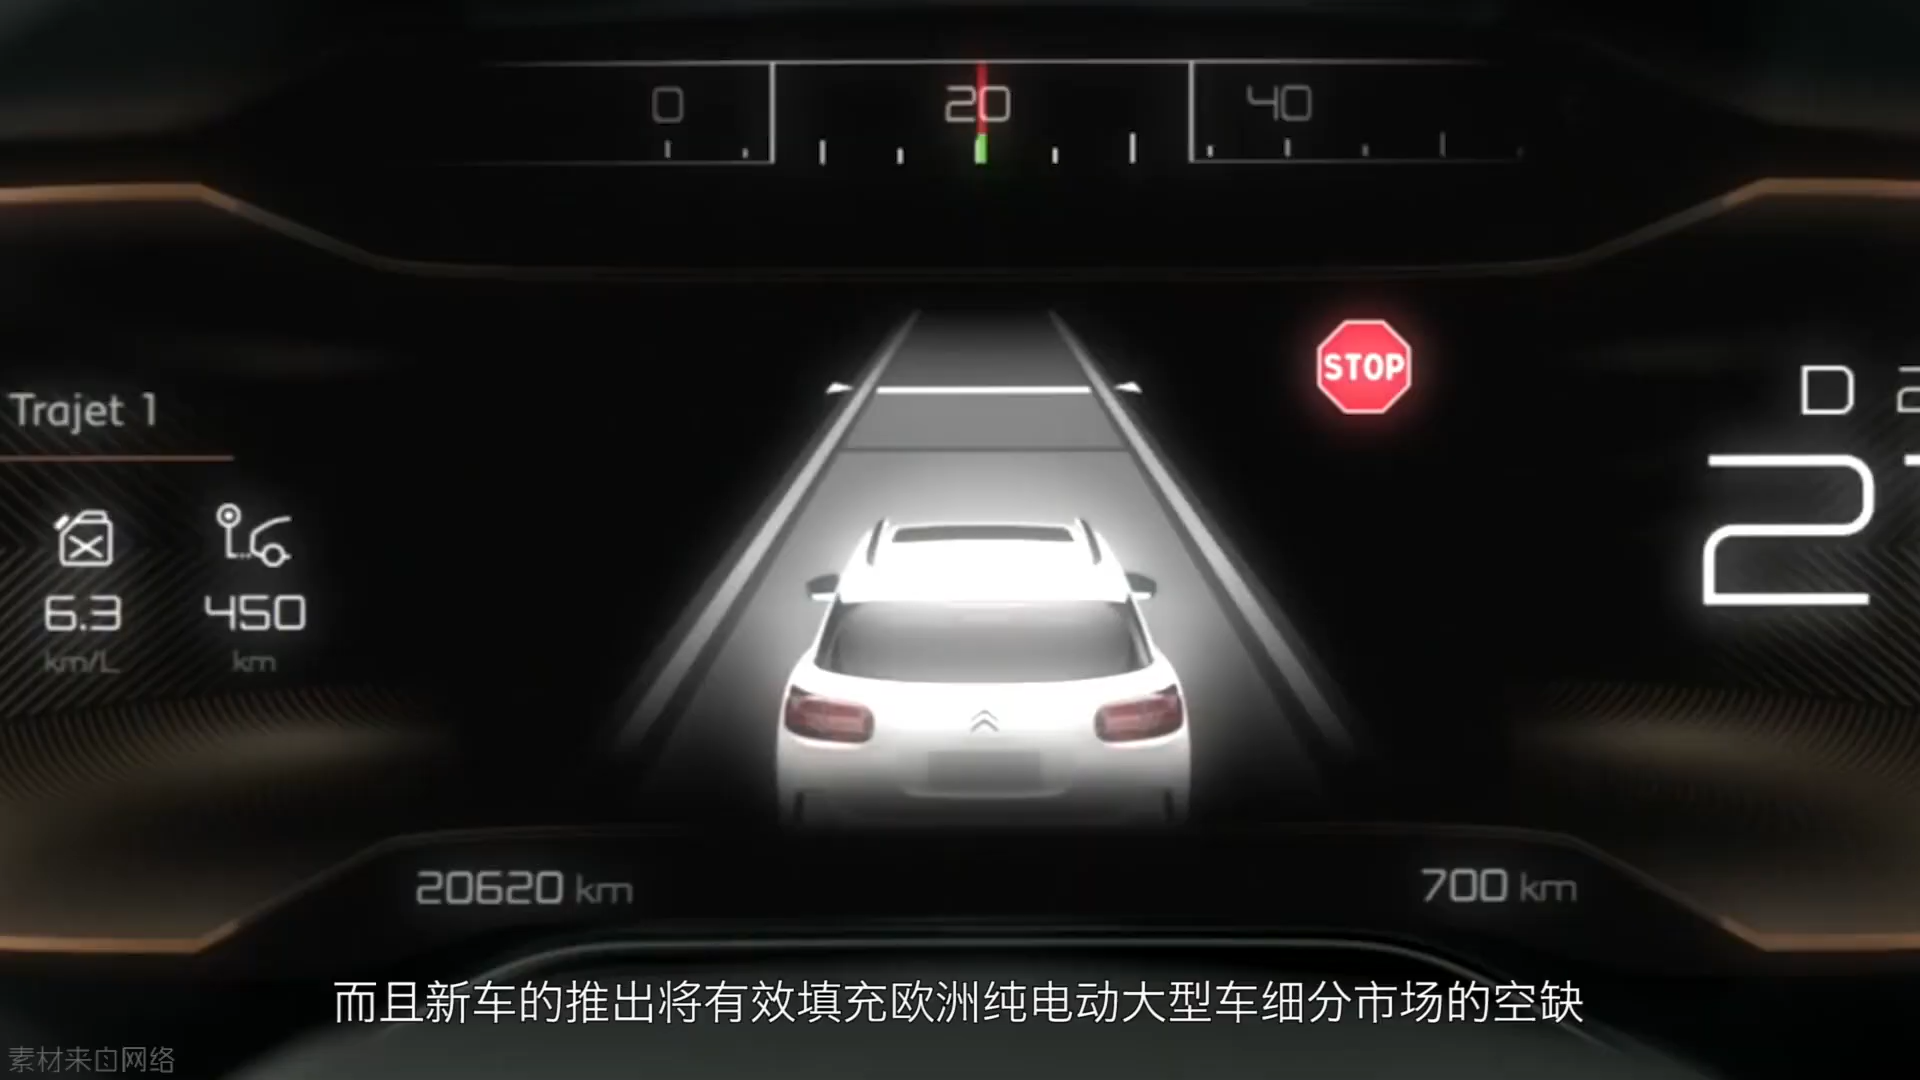 0 20 40
STOP
Trajet 1
D 2
2
6.3 450
km/L km
20620 km 700 km
而且新车的推出将有效填充欧洲纯电动大型车细分市场的空缺
素材来自网络